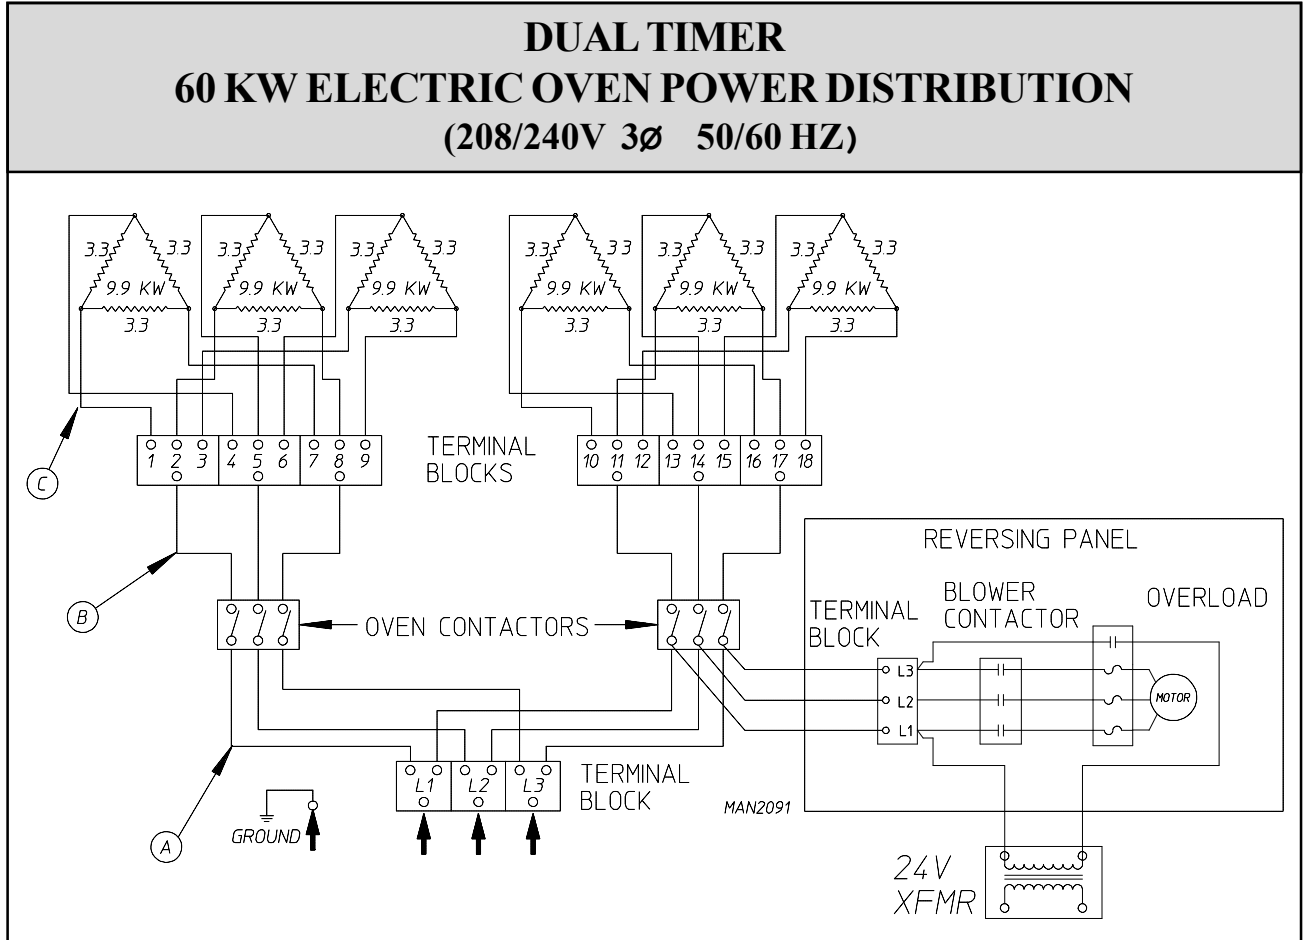 DUAL TIMER
60 KW ELECTRIC OVEN POWER DISTRIBUTION
(208/240V 3Ø 50/60 HZ)
3.3 3.3 3.3 3.3 3.3 3.3 3.3 3.3 3.3 3.3 3.3 3.3
9.9 KW 9.9 KW 9.9 KW 9.9 KW 9.9 KW 9.9 KW
3.3 3.3 3.3 3.3 3.3 3.3
1 2 3 4 5 6 7 8 9
TERMINAL
BLOCKS
10 11 12 13 14 15 16 17 18
C
B
OVEN CONTACTORS
REVERSING PANEL
TERMINAL
BLOCK
BLOWER
CONTACTOR
OVERLOAD
L3
L2
L1
MOTOR
L1 L2 L3
TERMINAL
BLOCK
MAN2091
GROUND
A
24V
XFMR